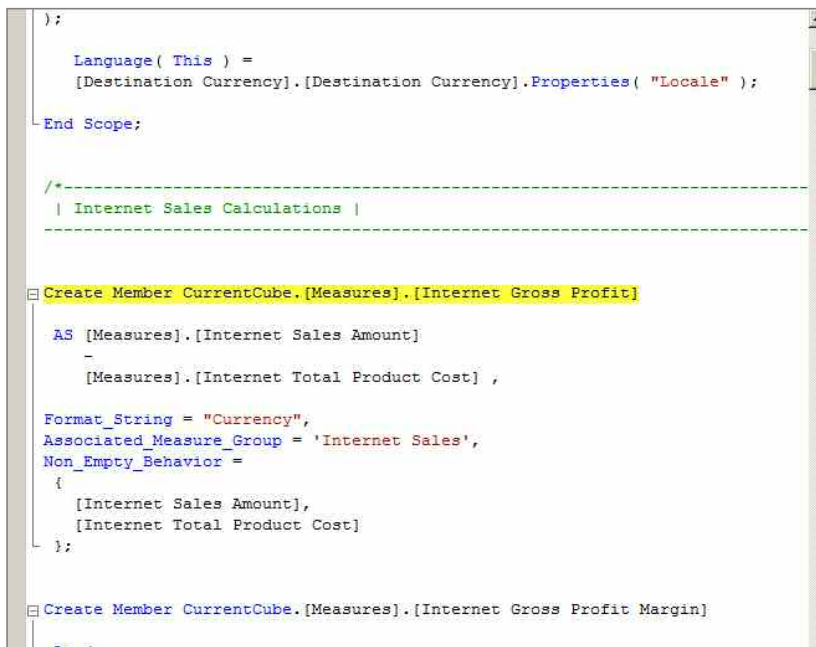 );
Language( This ) =
[Destination Currency].[Destination Currency].Properties( "Locale" );
End Scope;
/*---------------------------------------------------------------------------
| Internet Sales Calculations |
-----------------------------------------------------------------------------
Create Member CurrentCube.[Measures].[Internet Gross Profit]
AS [Measures].[Internet Sales Amount]
-
[Measures].[Internet Total Product Cost] ,
Format_String = "Currency",
Associated_Measure_Group = 'Internet Sales',
Non_Empty_Behavior =
{
[Internet Sales Amount],
[Internet Total Product Cost]
};
Create Member CurrentCube.[Measures].[Internet Gross Profit Margin]